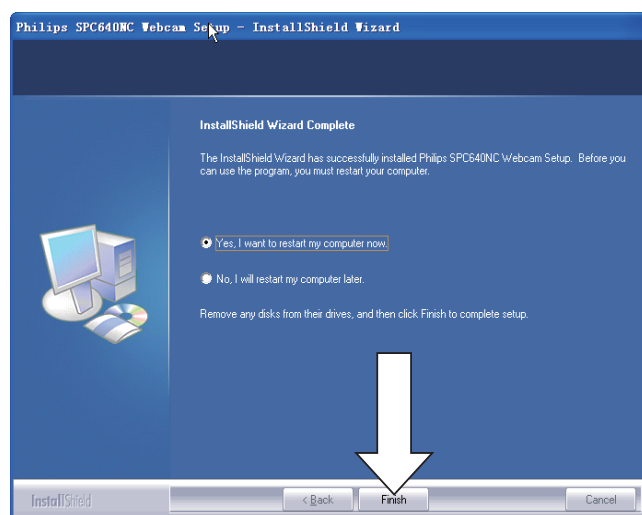 Philips SPC640NC Webcam Setup - InstallShield Wizard
InstallShield Wizard Complete
The InstallShield Wizard has successfully installed Philips SPC640NC Webcam Setup. Before you
can use the program, you must restart your computer.
Yes, I want to restart my computer now.
No, I will restart my computer later.
Remove any disks from their drives, and then click Finish to complete setup.
InstallShield
< Back
Finish
Cancel